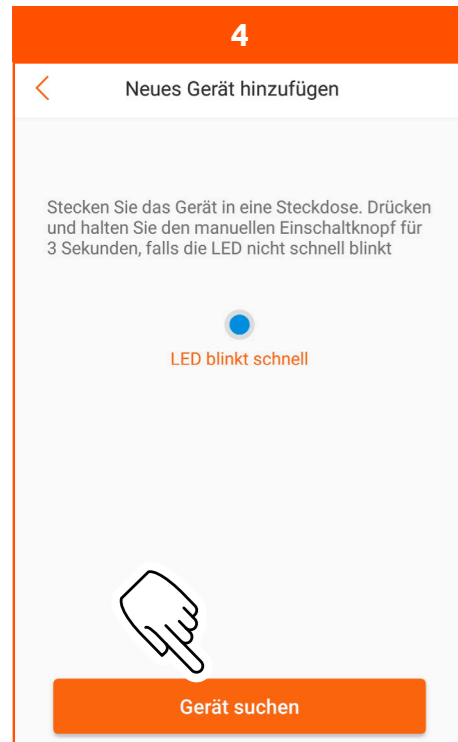 4
Neues Gerät hinzufügen
Stecken Sie das Gerät in eine Steckdose. Drücken
und halten Sie den manuellen Einschaltknopf für
3 Sekunden, falls die LED nicht schnell blinkt
LED blinkt schnell
Gerät suchen